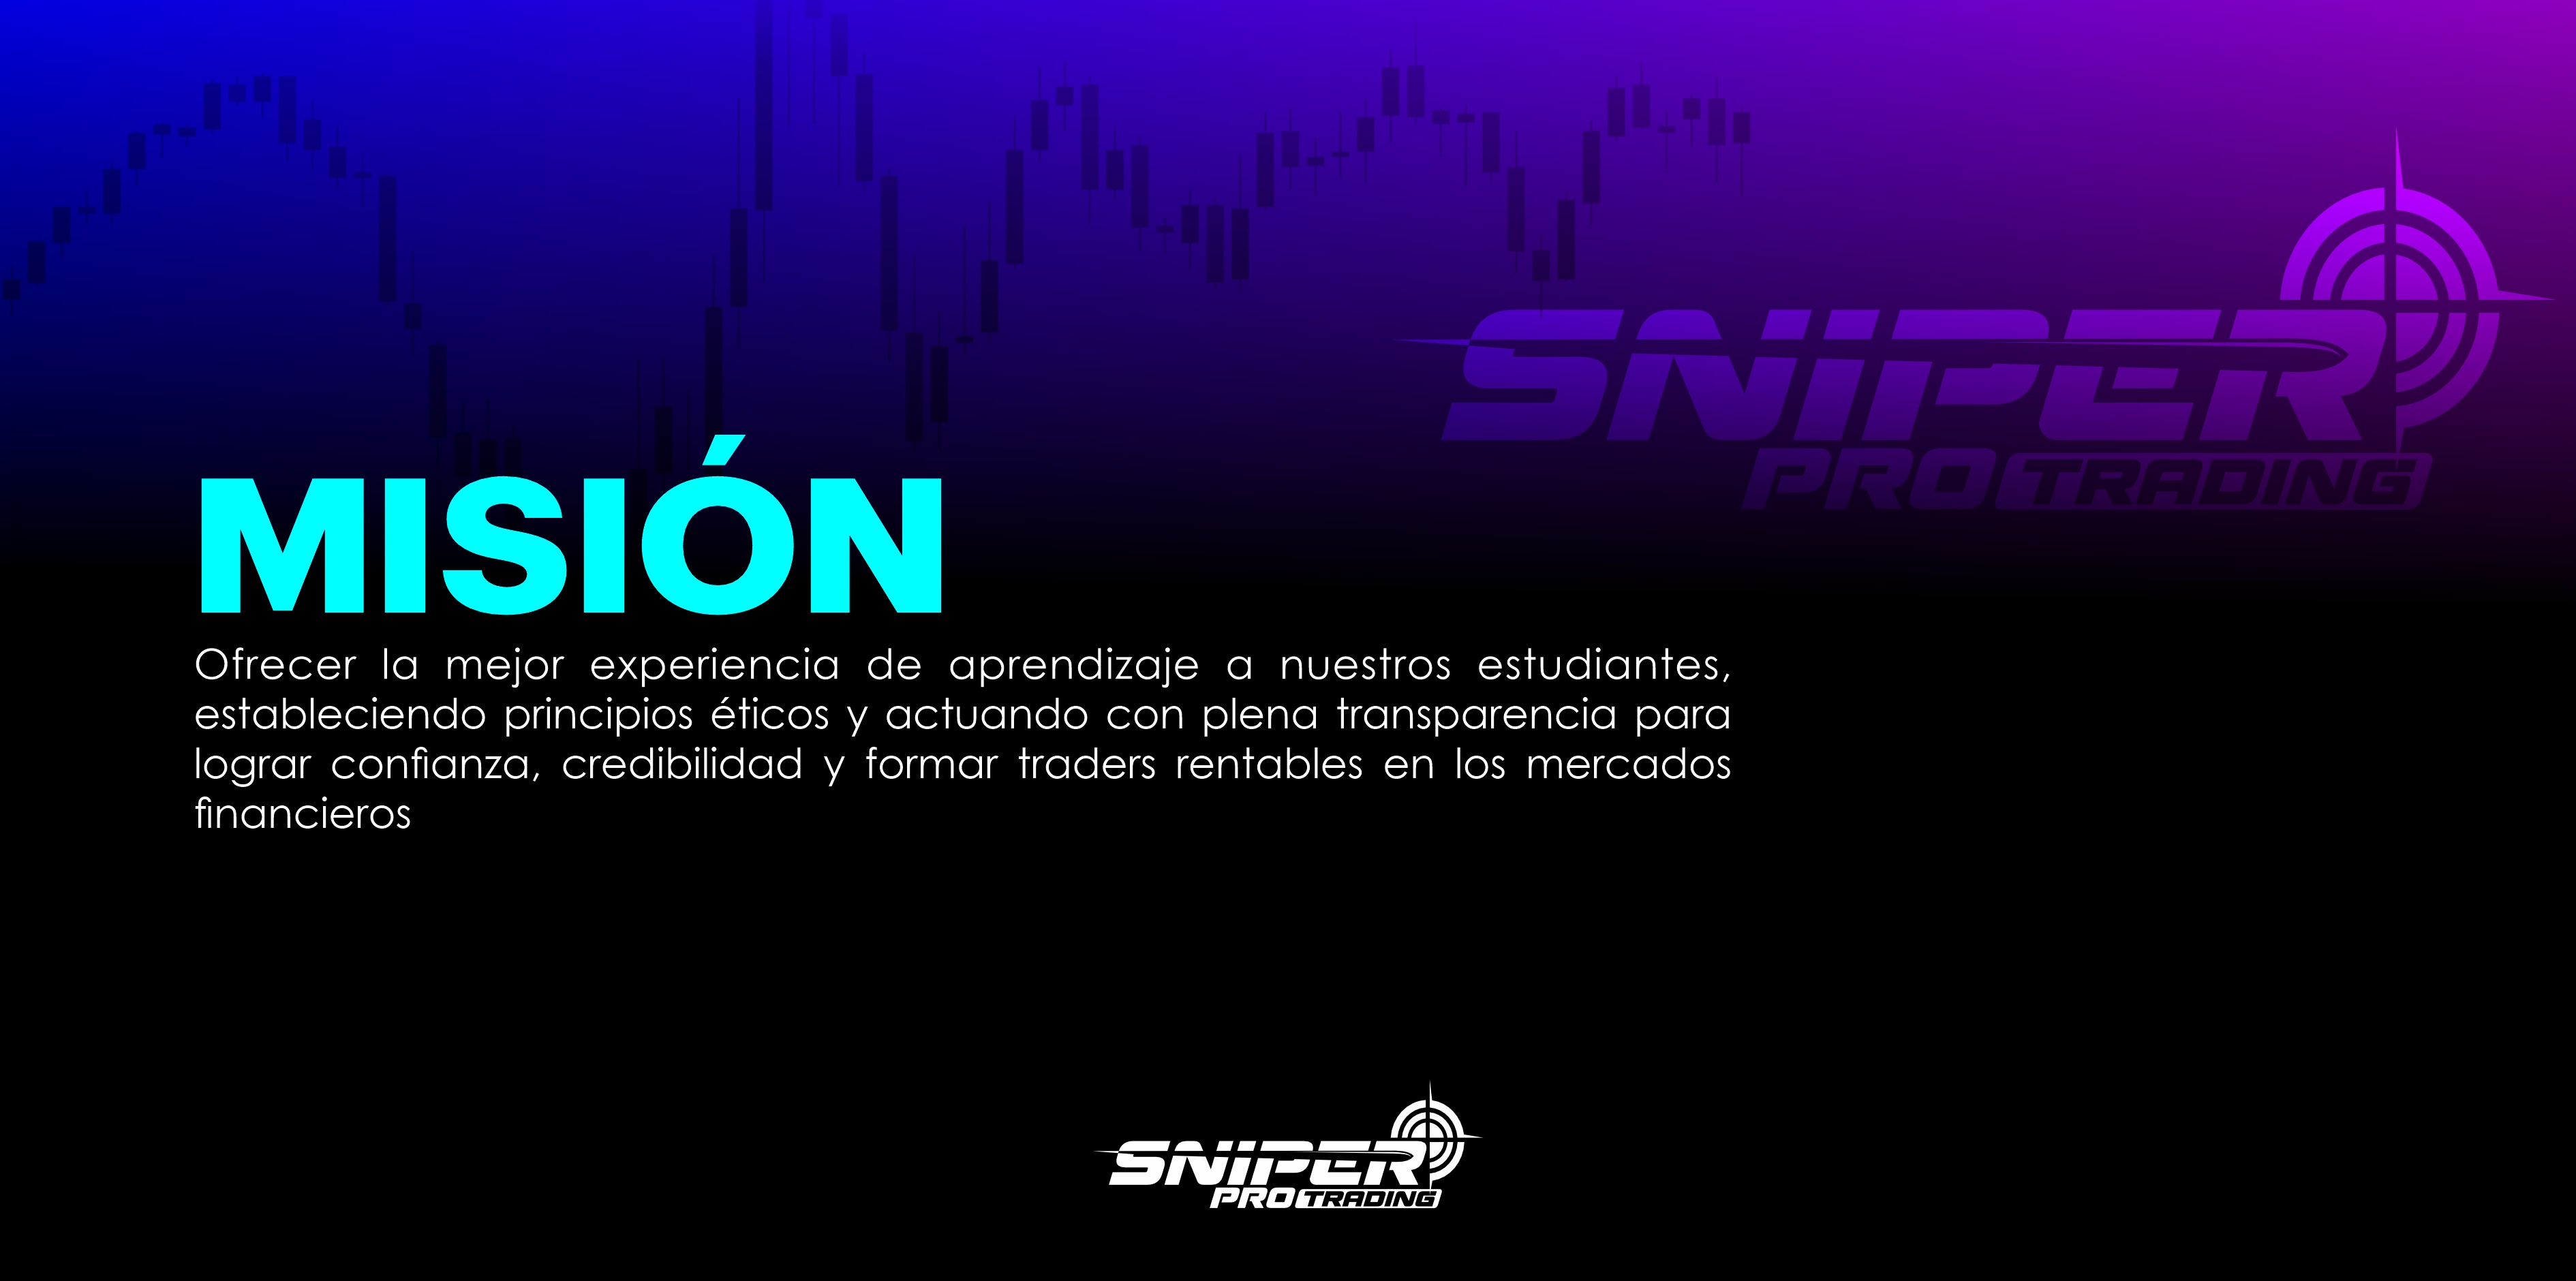 SNIPER
PRO TRADING
MISIÓN
Ofrecer la mejor experiencia de aprendizaje a nuestros estudiantes,
estableciendo principios éticos y actuando con plena transparencia para
lograr confianza, credibilidad y formar traders rentables en los mercados
financieros
SNIPER
PRO TRADING